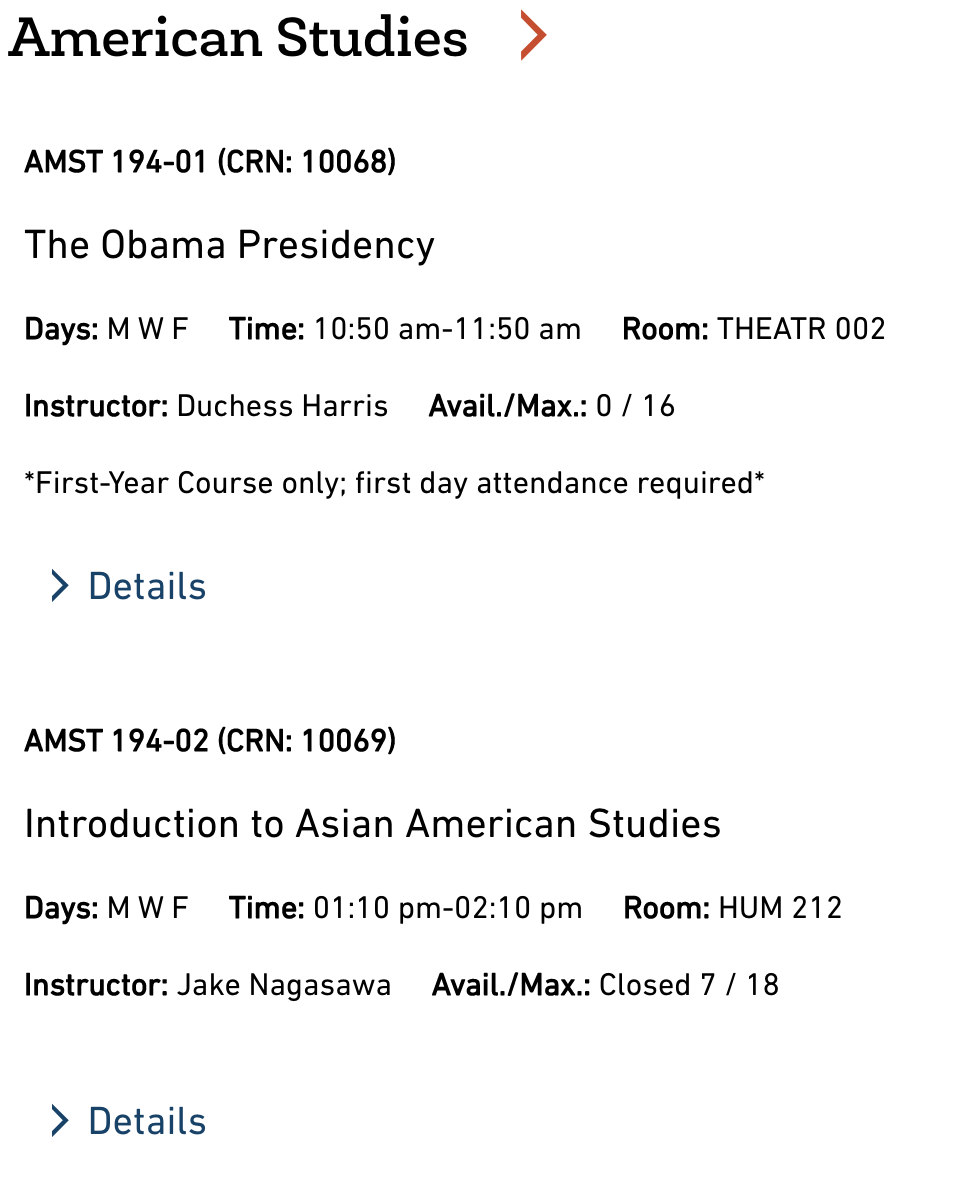 American Studies
AMST 194-01 (CRN: 10068)
The Obama Presidency
Days: M W F Time: 10:50 am-11:50 am Room: THEATR 002
Instructor: Duchess Harris Avail./Max.: 0 / 16
*First-Year Course only; first day attendance required*
Details
AMST 194-02 (CRN: 10069)
Introduction to Asian American Studies
Days: M W F Time: 01:10 pm-02:10 pm Room: HUM 212
Instructor: Jake Nagasawa Avail./Max.: Closed 7 / 18
Details